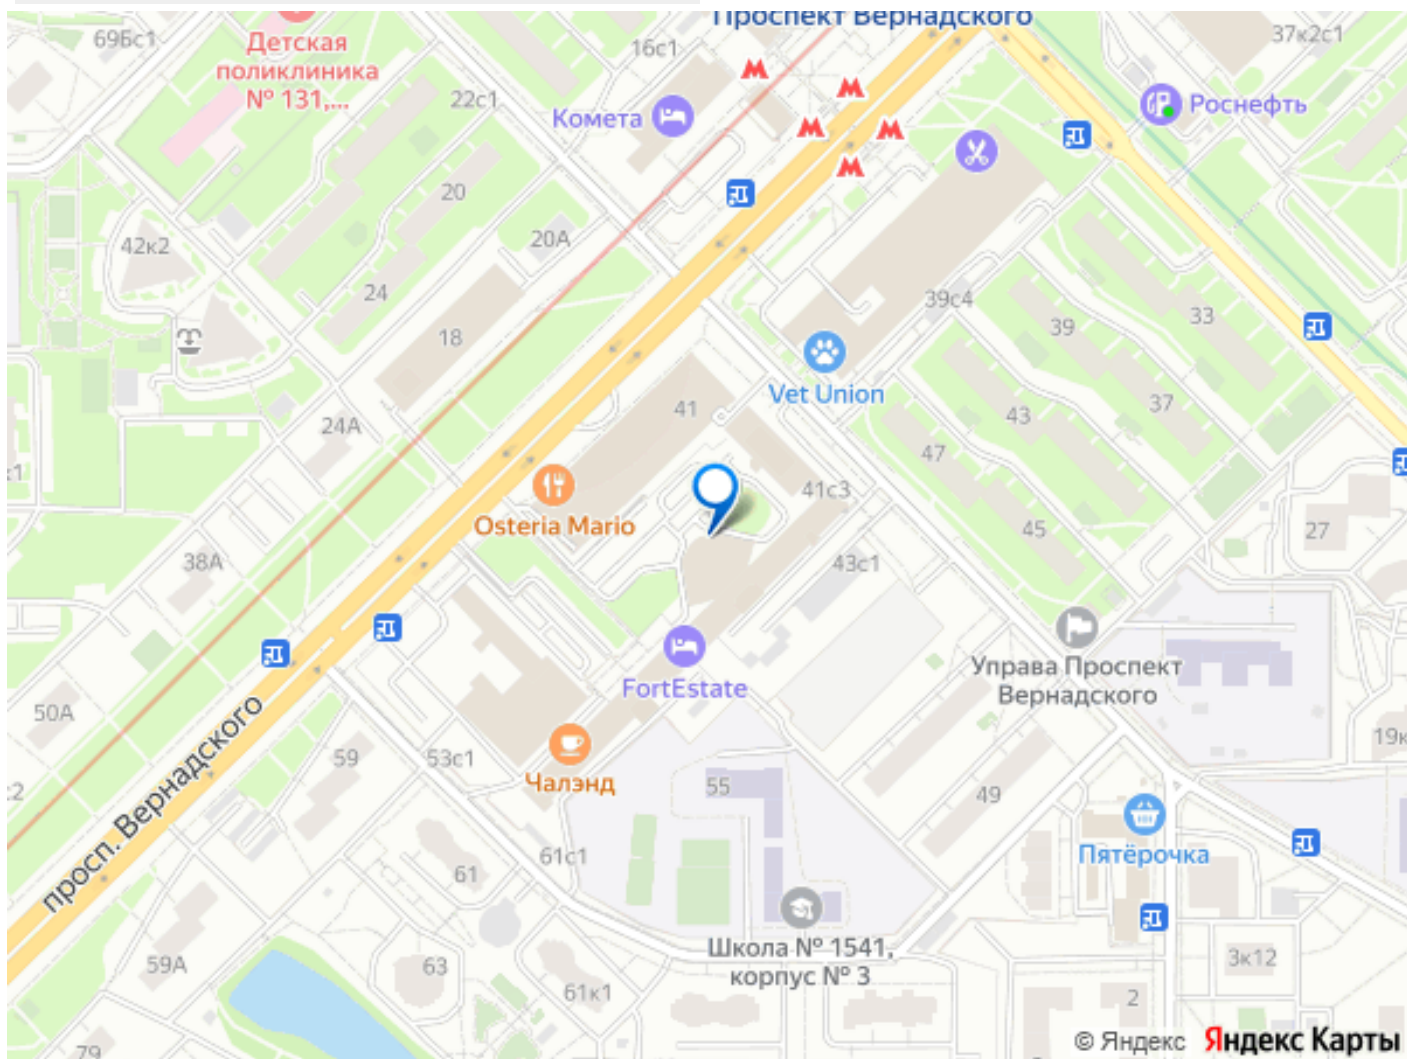 Проспект Вернадского
69Бс1
Детская
поликлиника
№ 131,...
16с1
37к2с1
22с1
Комета
Роснефть
20
42к2
20А
24
39с4
33
39
18
Vet Union
41
37
43
24А
47
к1
41с3
Osteria Mario
45
27
38А
43с1
Управа Проспект
Вернадского
FortEstate
50А
просп. Вернадского
59
53с1
19к
Чалэнд
55
49
2
Пятёрочка
61с1
61
Школа № 1541,
корпус № 3
59А
63
61к1
3к12
2
79
© Яндекс Яндекс Карты